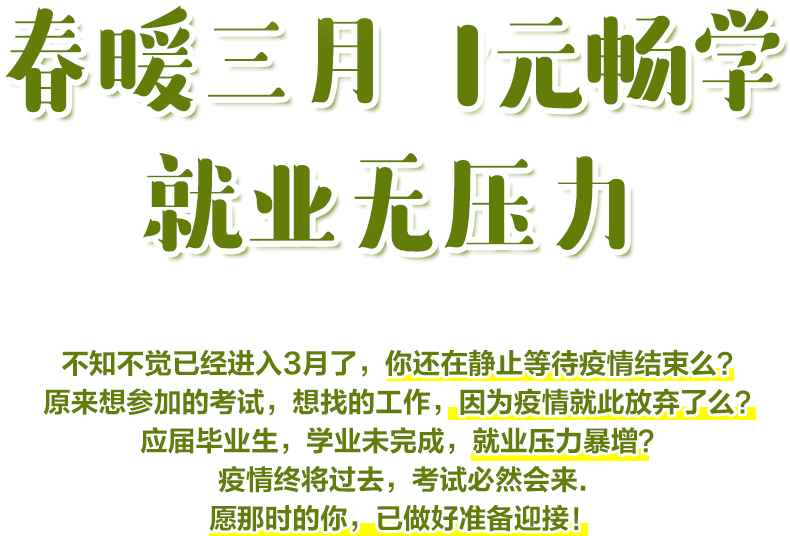 春暖三月 1元畅学
就业无压力
不知不觉已经进入3月了，你还在静止等待疫情结束么？
原来想参加的考试，想找的工作，因为疫情就此放弃了么？
应届毕业生，学业未完成，就业压力暴增？
疫情终将过去，考试必然会来.
愿那时的你，已做好准备迎接！